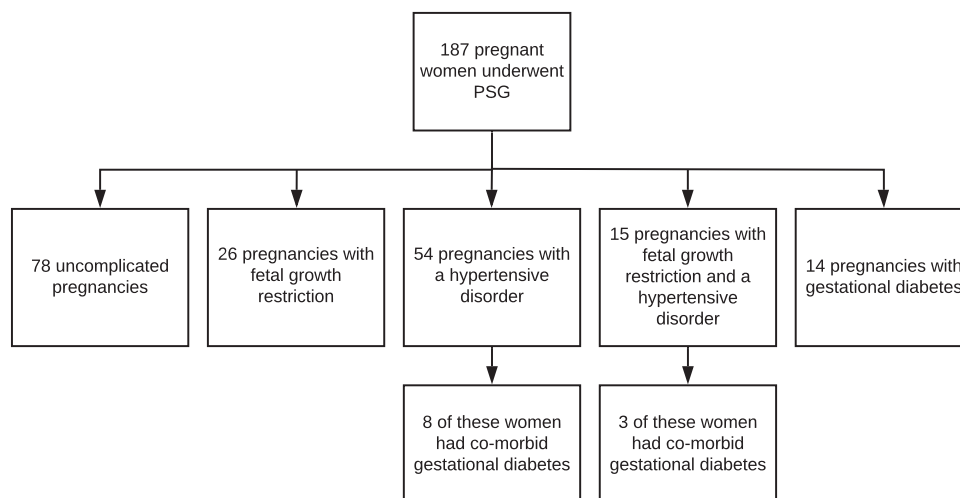 187 pregnant
women underwent
PSG
78 uncomplicated
pregnancies
26 pregnancies with
fetal growth
restriction
54 pregnancies with
a hypertensive
disorder
15 pregnancies with
fetal growth
restriction and a
hypertensive
disorder
14 pregnancies with
gestational diabetes
8 of these women
had co-morbid
gestational diabetes
3 of these women
had co-morbid
gestational diabetes